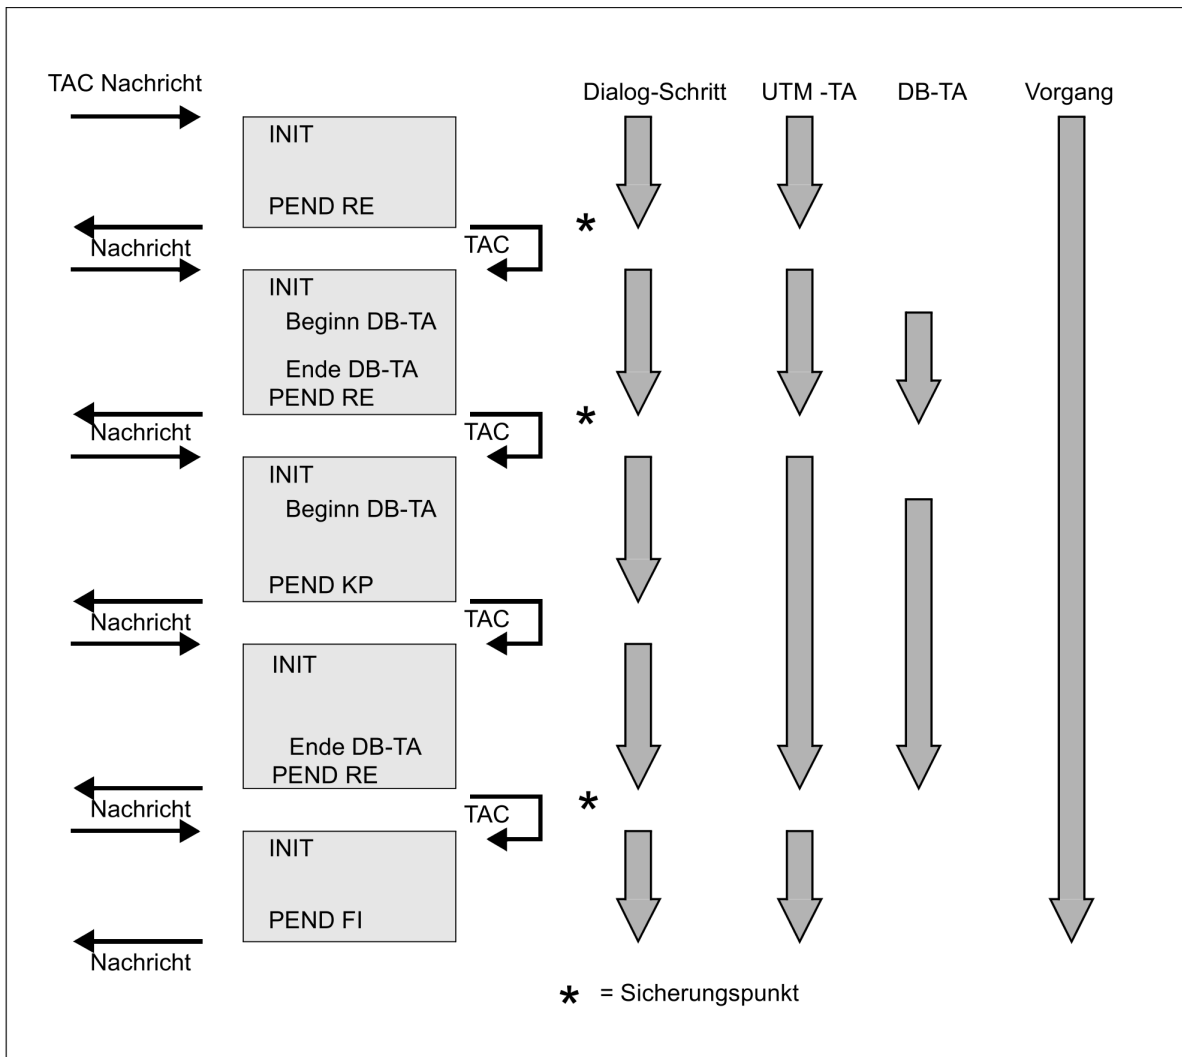 TAC Nachricht
Dialog-Schritt UTM -TA DB-TA Vorgang
INIT
PEND RE
*
Nachricht
TAC
INIT
Beginn DB-TA
Ende DB-TA
PEND RE
*
Nachricht
TAC
INIT
Beginn DB-TA
PEND KP
Nachricht
TAC
INIT
Ende DB-TA
PEND RE
*
Nachricht
TAC
INIT
PEND FI
Nachricht
* = Sicherungspunkt